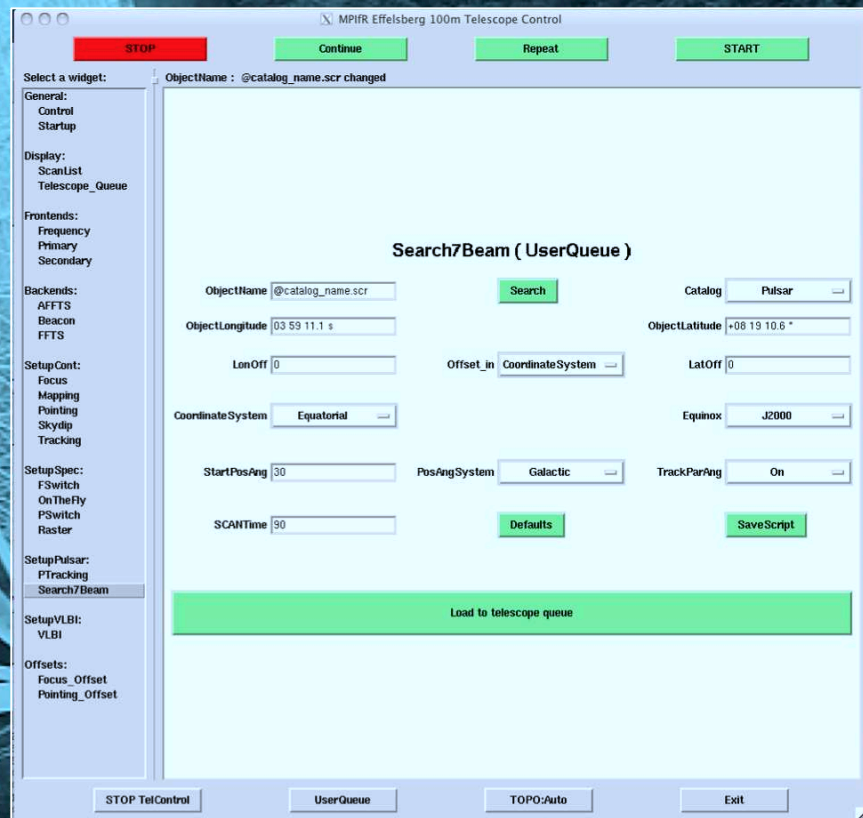 MPIfR Effelsberg 100m Telescope Control
STOP Continue Repeat START
Select a widget:
ObjectName : @catalog_name.scr changed
General:
Control
Startup
Display:
ScanList
Telescope_Queue
Frontends:
Frequency
Primary
Secondary
Backends:
AFFTS
Beacon
FFTS
SetupCont:
Focus
Mapping
Pointing
Skydip
Tracking
SetupSpec:
FSwitch
OnTheFly
PSwitch
Raster
SetupPulsar:
PTracking
Search7Beam
SetupVLBI:
VLBI
Offsets:
Focus_Offset
Pointing_Offset
Search7Beam ( UserQueue )
ObjectName @catalog_name.scr Search Catalog Pulsar
ObjectLongitude 03 59 11.1 s ObjectLatitude +08 19 10.6 "
LonOff 0 Offset_in CoordinateSystem LatOff 0
CoordinateSystem Equatorial Equinox J2000
StartPosAng 30 PosAngSystem Galactic TrackParAng On
SCANTime 90 Defaults SaveScript
Load to telescope queue
STOP TelControl UserQueue TOPO:Auto Exit